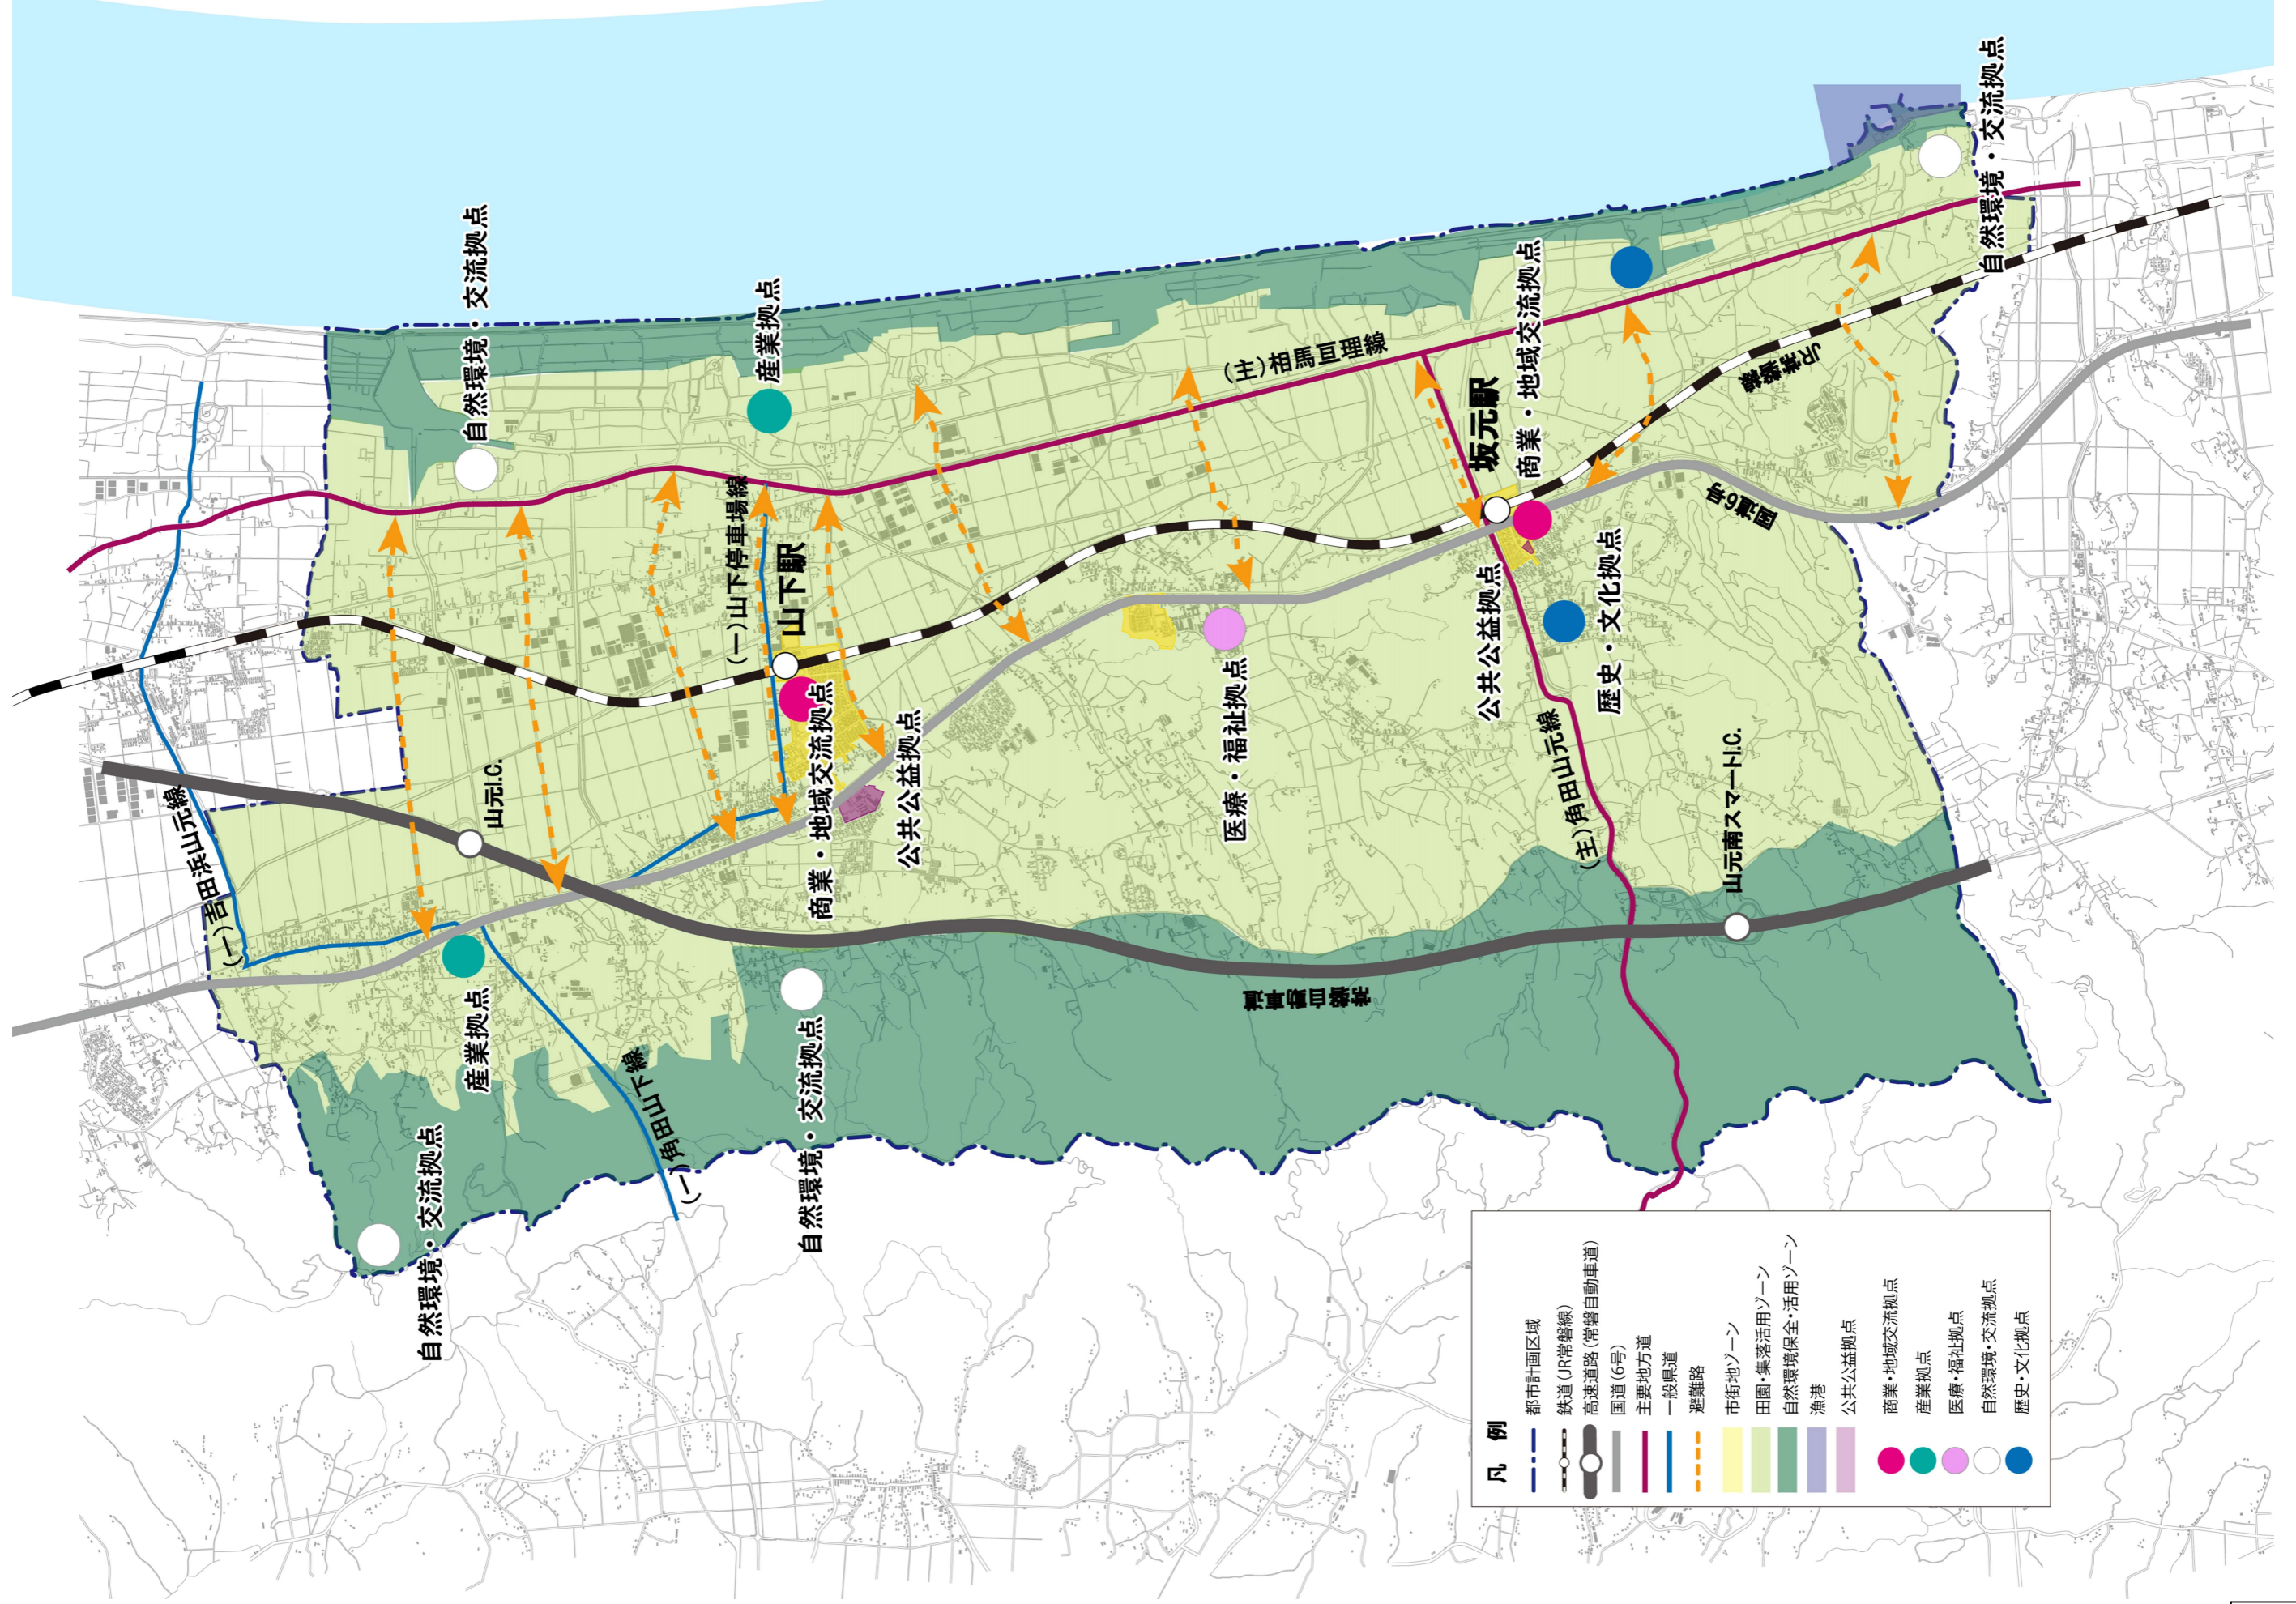 自然環境・交流拠点
産業拠点
(主)相馬亘理線
商業・地域交流拠点
自然環境・交流拠点
坂元駅
JR常磐線
国道6号
(一)山下停車場線
山下駅
商業・地域交流拠点
公共公益拠点
医療・福祉拠点
公共公益拠点
歴史・文化拠点
(一)吉田浜山元線
山元I.C.
(主)角田山元線
山元南スマートI.C.
常磐自動車道
産業拠点
自然環境・交流拠点
(一)角田山下線
自然環境・交流拠点
凡 例
都市計画区域
鉄道(JR常磐線)
高速道路(常磐自動車道)
国道(6号)
主要地方道
一般県道
避難路
市街地ゾーン
田園・集落活用ゾーン
自然環境保全・活用ゾーン
漁港
公共公益拠点
商業・地域交流拠点
産業拠点
医療・福祉拠点
自然環境・交流拠点
歴史・文化拠点